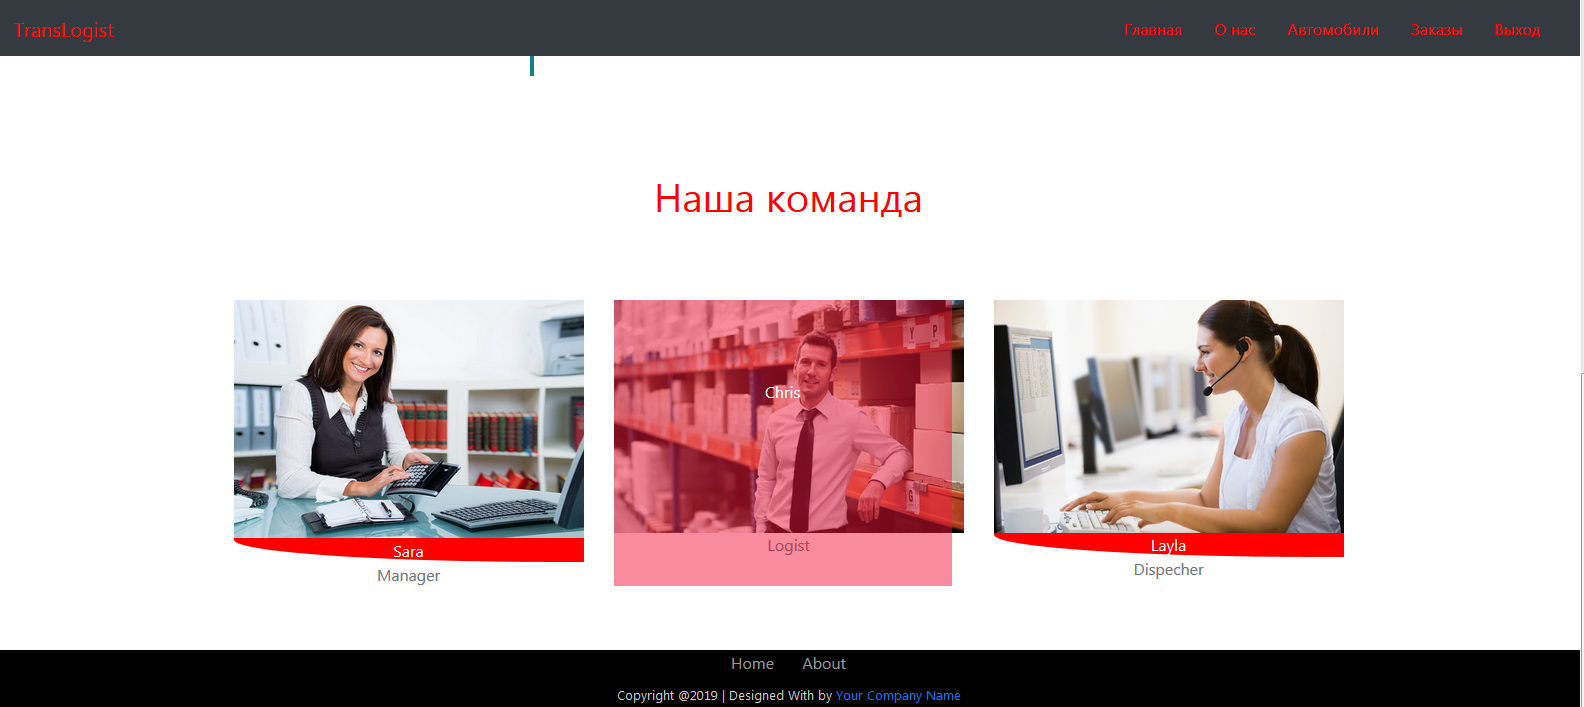 TransLogist Главная О нас Автомобили Заказы Выход
Наша команда
Y P
Chris
G
Sara
Manager
Logist
Layla
Dispecher
Home About
Copyright @2019 | Designed With by Your Company Name